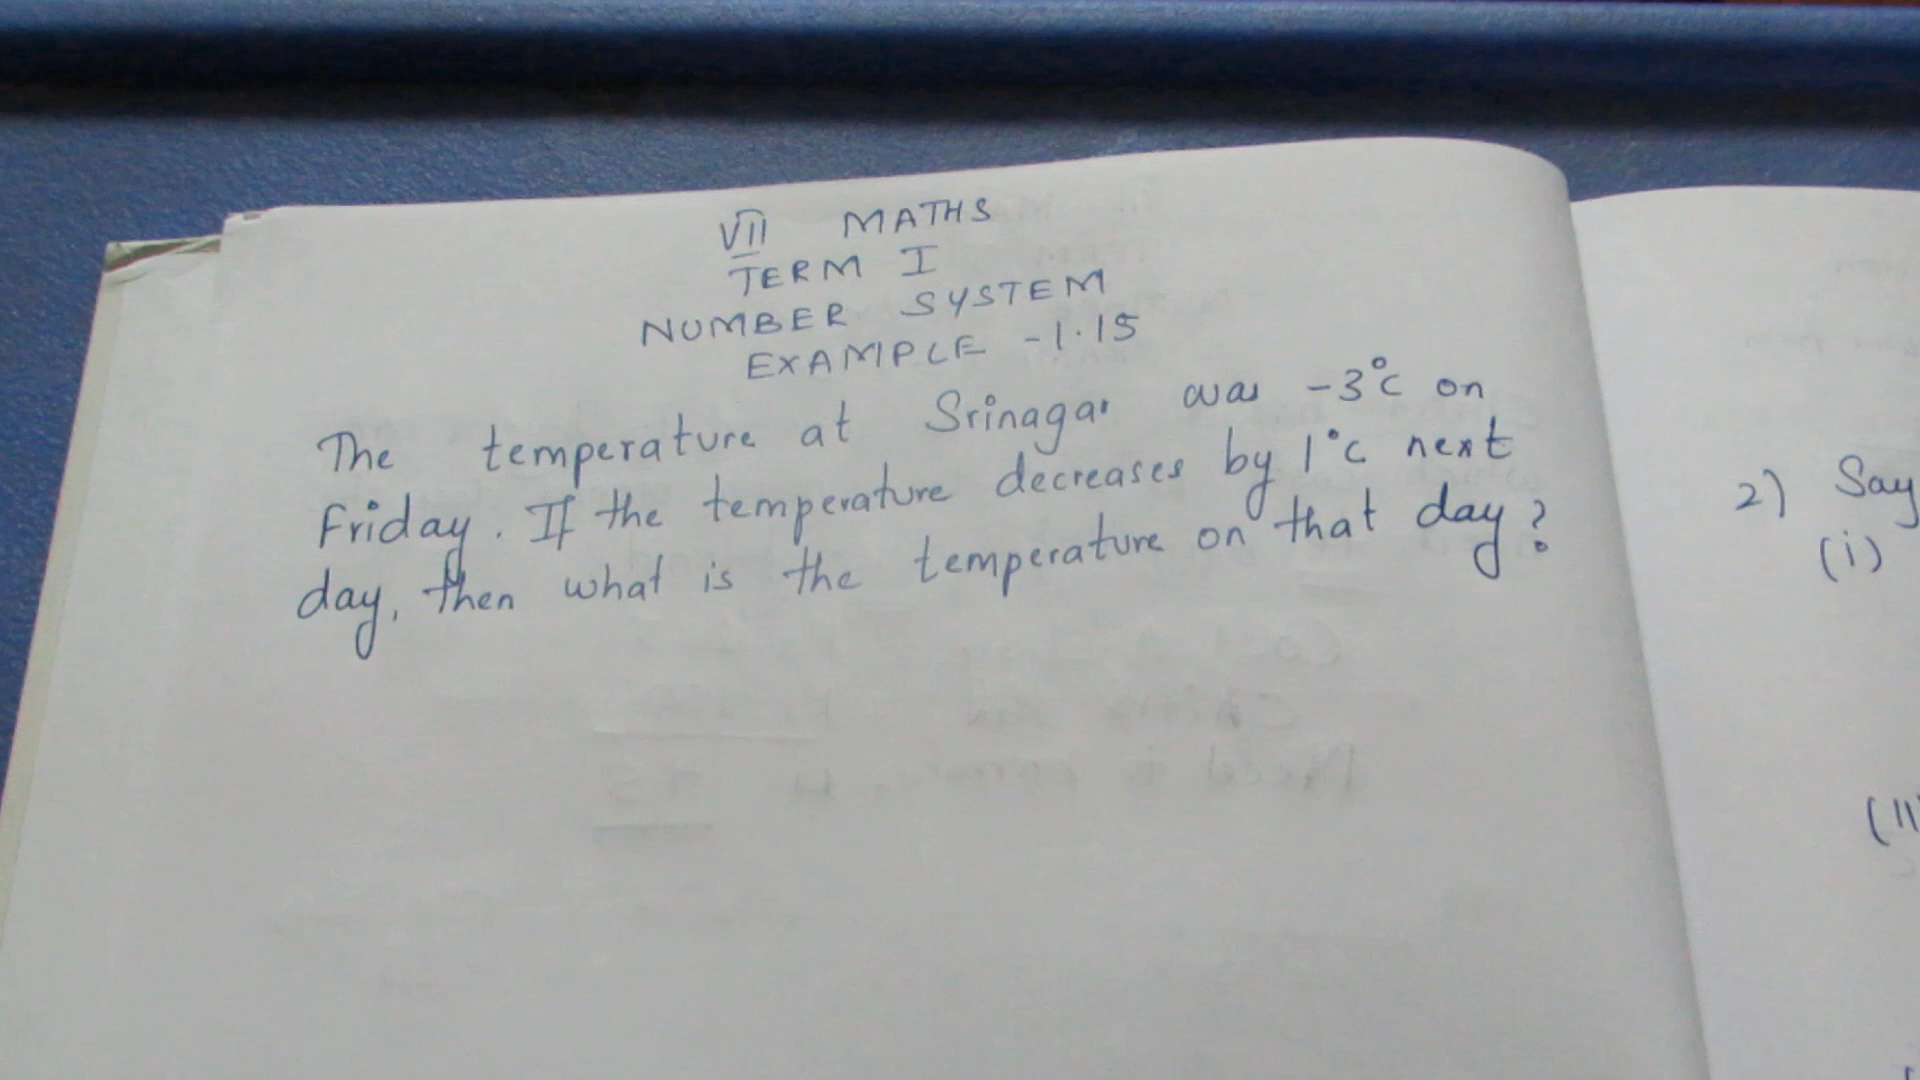 VII MATHS
TERM I
NUMBER SYSTEM
EXAMPLE - 1.15
The temperature at Srinagar was -3°c on
Friday. If the temperature decreases by 1°c next
day, then what is the temperature on that day?
2) Say
(i)
(II